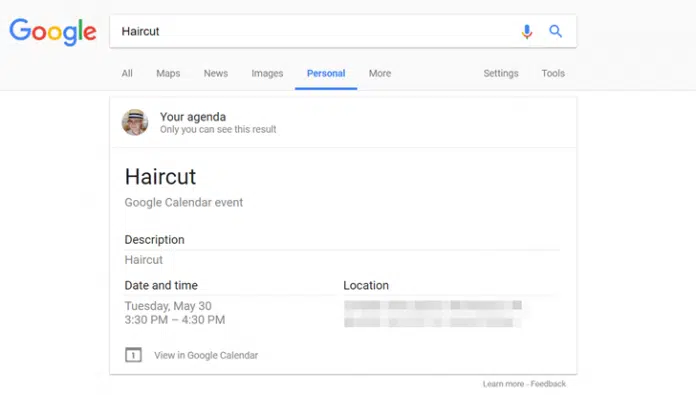 Google
Haircut
All Maps News Images Personal More Settings Tools
Your agenda
Only you can see this result
Haircut
Google Calendar event
Description
Haircut
Date and time Location
Tuesday, May 30
3:30 PM – 4:30 PM
1 View in Google Calendar
Learn more - Feedback